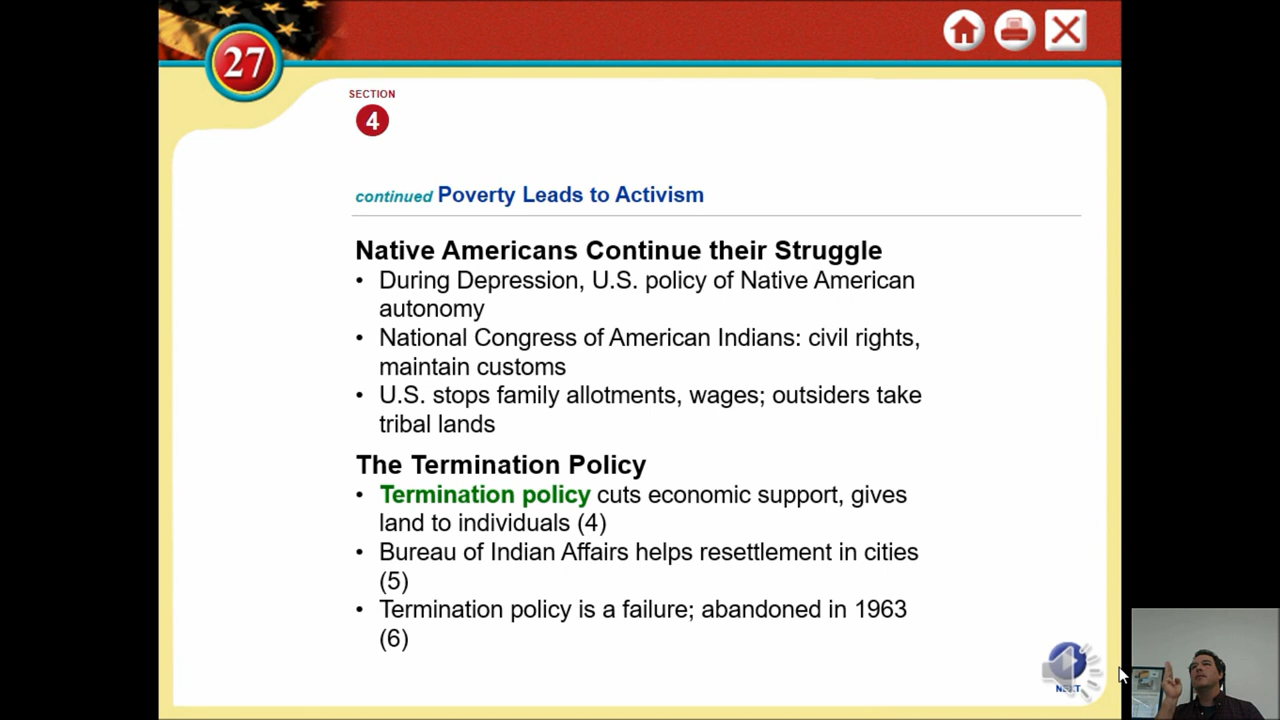 27
SECTION
4
continued Poverty Leads to Activism
Native Americans Continue their Struggle
• During Depression, U.S. policy of Native American
autonomy
• National Congress of American Indians: civil rights,
maintain customs
• U.S. stops family allotments, wages; outsiders take
tribal lands
The Termination Policy
• Termination policy cuts economic support, gives
land to individuals (4)
• Bureau of Indian Affairs helps resettlement in cities
(5)
• Termination policy is a failure; abandoned in 1963
(6)
NEXT